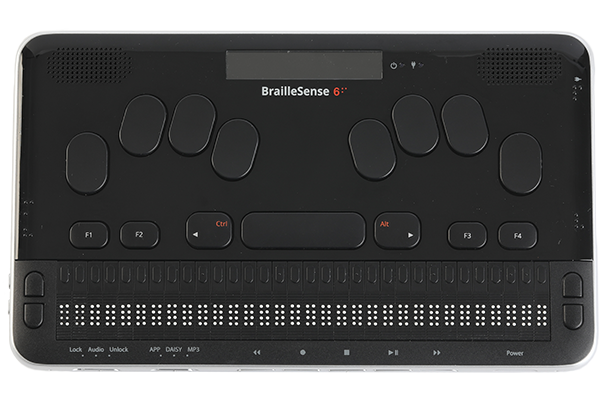 BrailleSense 6
Ctrl
Alt
F1
F2
F3
F4
Lock Audio Unlock
APP DAISY MP3
Power